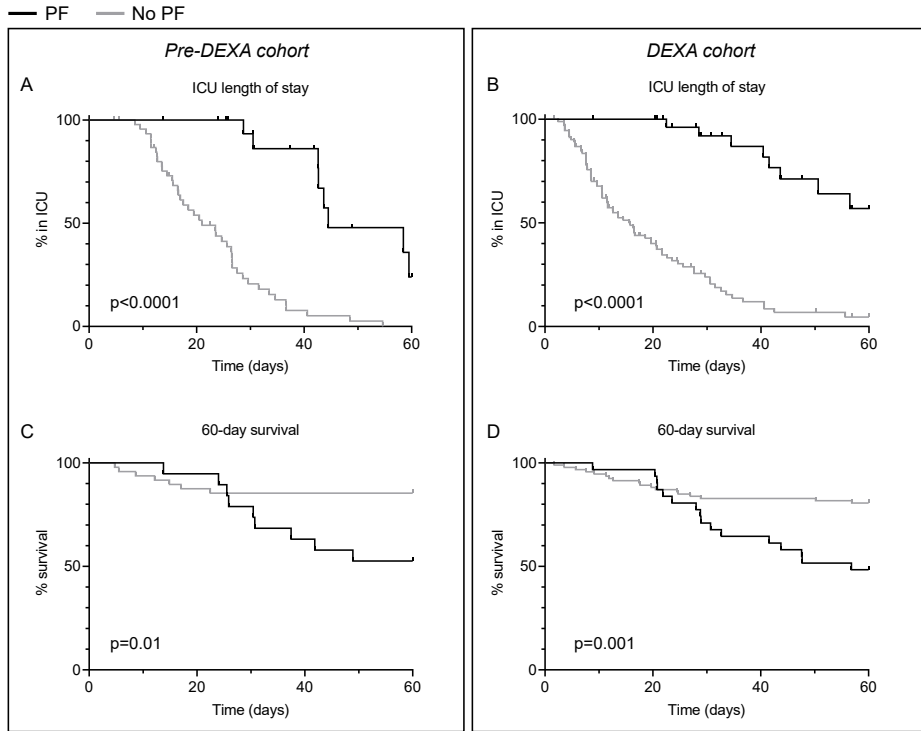 PF No PF
Pre-DEXA cohort
A
ICU length of stay
100
50
0
% in ICU
p<0.0001
0 20 40 60
Time (days)
C
60-day survival
100
50
0
% survival
p=0.01
0 20 40 60
Time (days)
DEXA cohort
B
ICU length of stay
100
50
0
% in ICU
p<0.0001
0 20 40 60
Time (days)
D
60-day survival
100
50
0
% survival
p=0.001
0 20 40 60
Time (days)